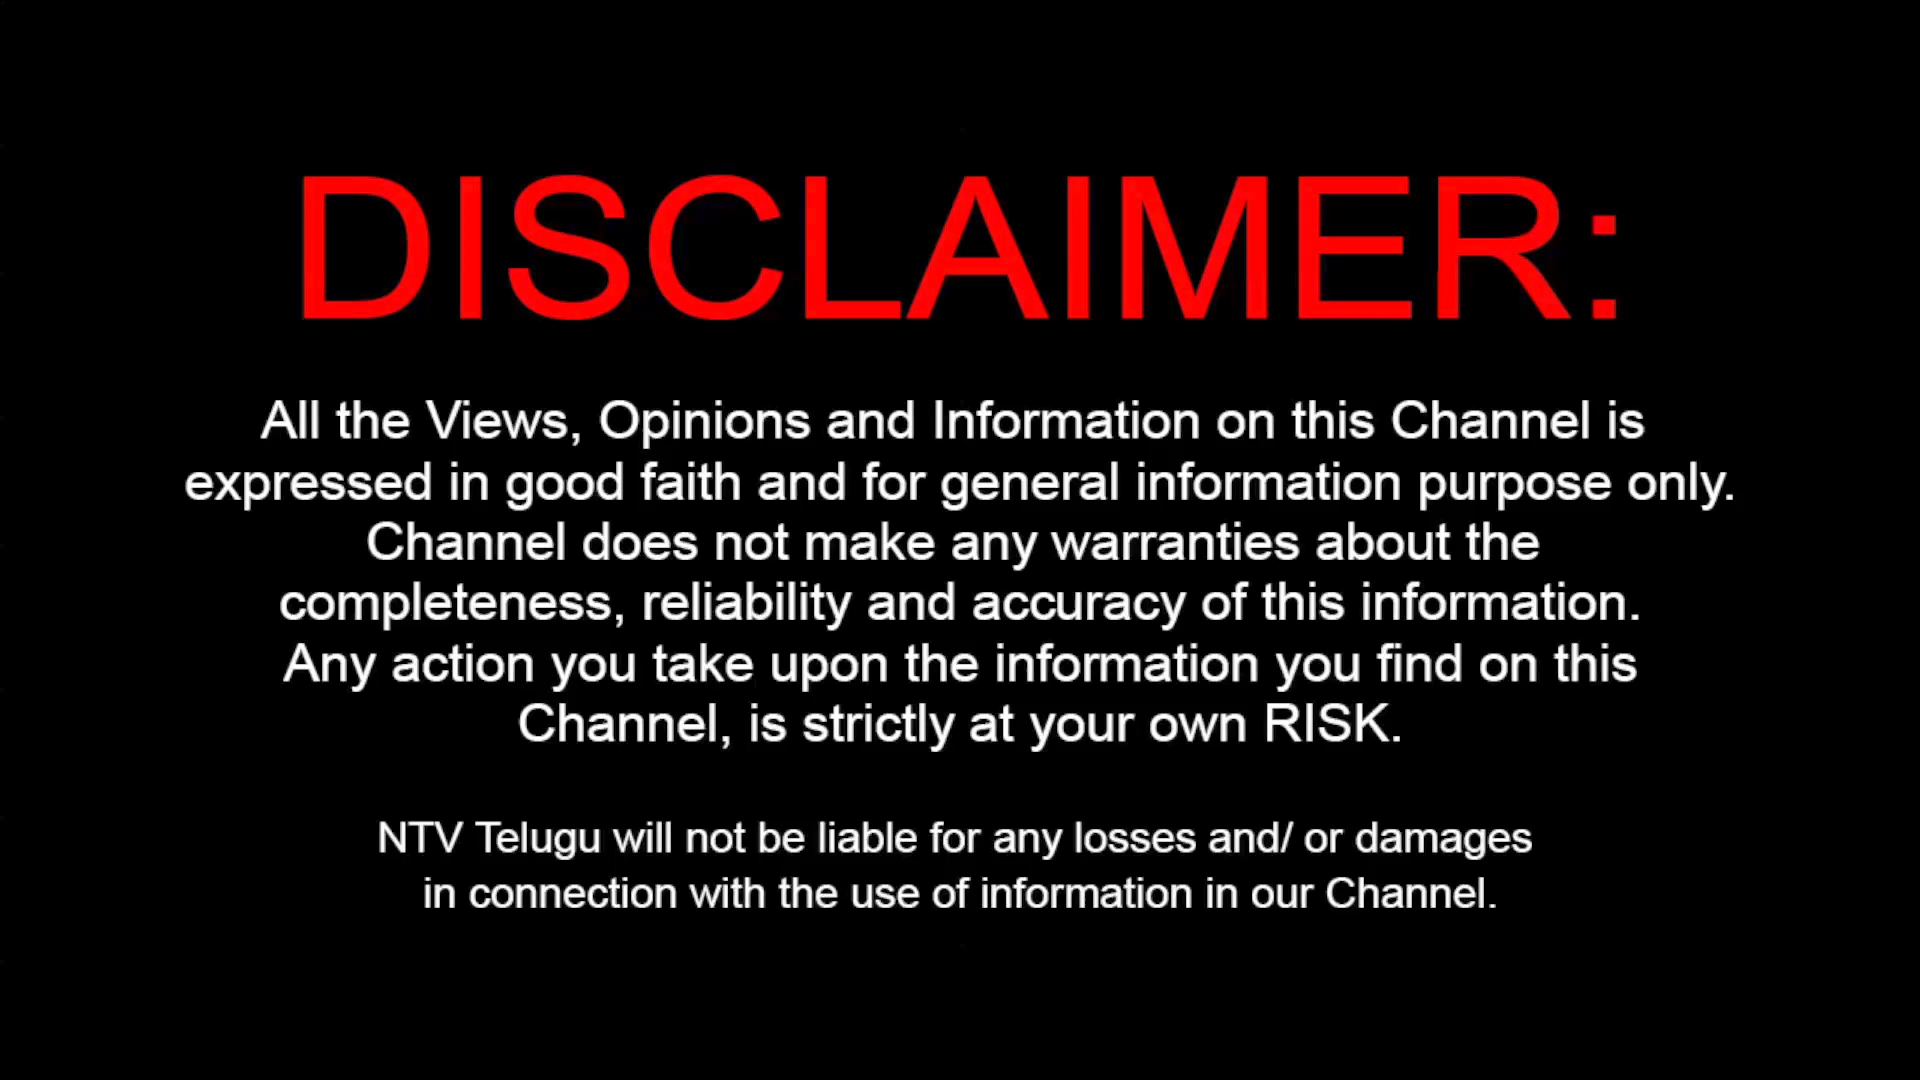 DISCLAIMER:
All the Views, Opinions and Information on this Channel is
expressed in good faith and for general information purpose only.
Channel does not make any warranties about the
completeness, reliability and accuracy of this information.
Any action you take upon the information you find on this
Channel, is strictly at your own RISK.
NTV Telugu will not be liable for any losses and/ or damages
in connection with the use of information in our Channel.